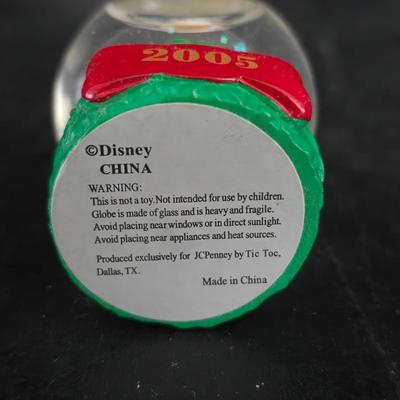 2005
©Disney
CHINA
WARNING:
This is not a toy.Not intended for use by children.
Globe is made of glass and is heavy and fragile.
Avoid placing near windows or in direct sunlight.
Avoid placing near appliances and heat sources.
Produced exclusively for JCPenney by Tic Toc,
Dallas, TX.
Made in China